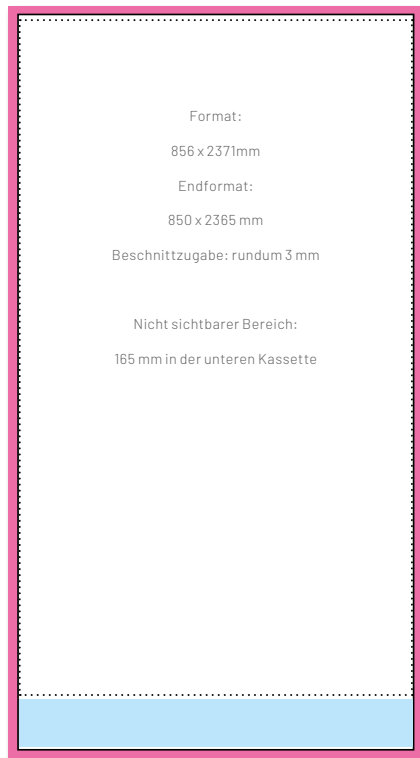 Format:
856 x 2371mm
Endformat:
850 x 2365 mm
Beschnittzugabe: rundum 3 mm
Nicht sichtbarer Bereich:
165 mm in der unteren Kassette